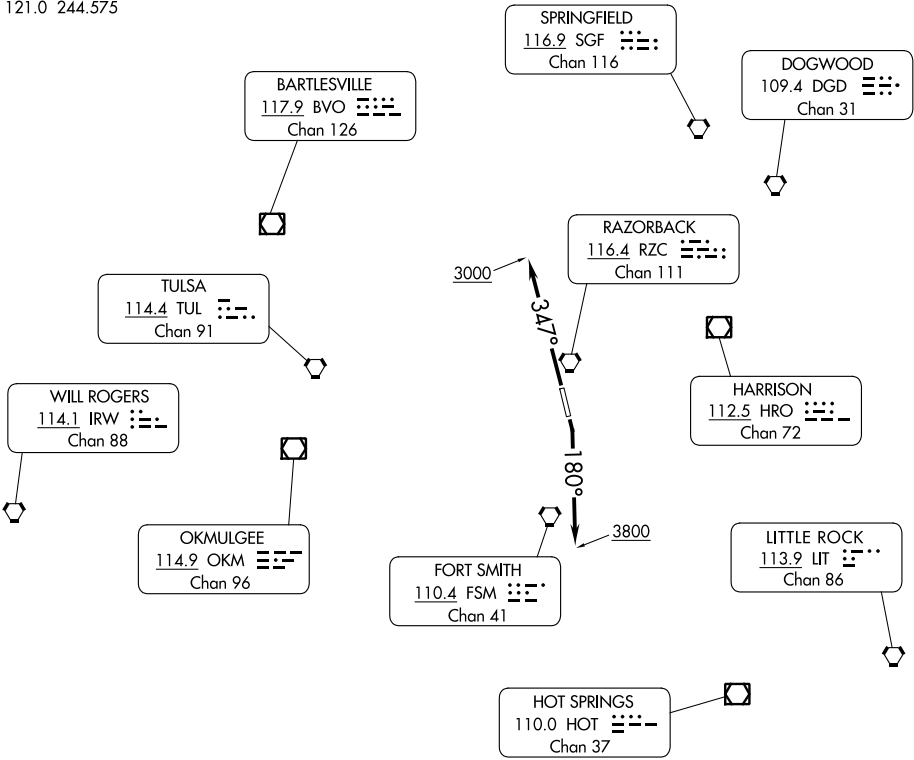 121.0 244.575
SPRINGFIELD
116.9 SGF
Chan 116
DOGWOOD
109.4 DGD
Chan 31
BARTLESVILLE
117.9 BVO
Chan 126
RAZORBACK
116.4 RZC
Chan 111
3000
TULSA
114.4 TUL
Chan 91
347°
WILL ROGERS
114.1 IRW
Chan 88
HARRISON
112.5 HRO
Chan 72
180°
OKMULGEE
114.9 OKM
Chan 96
3800
LITTLE ROCK
113.9 LIT
Chan 86
FORT SMITH
110.4 FSM
Chan 41
HOT SPRINGS
110.0 HOT
Chan 37